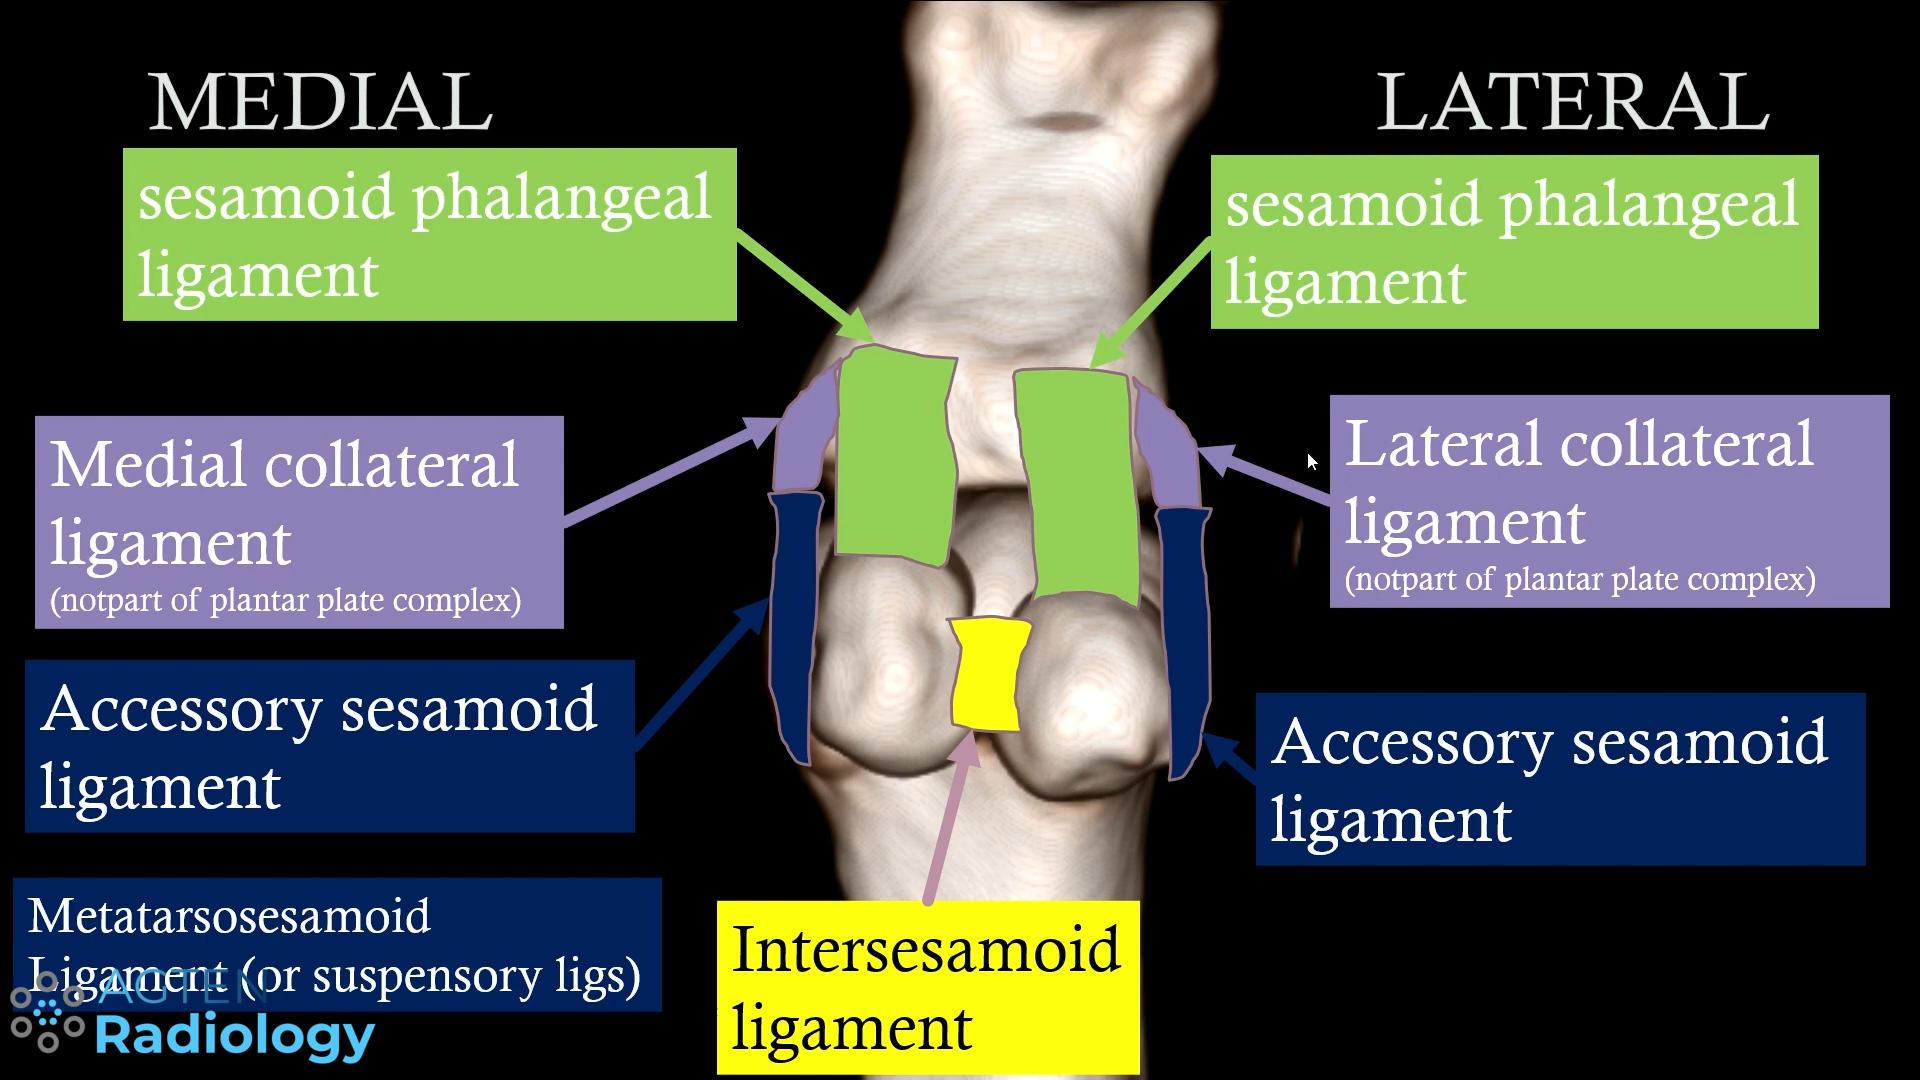 MEDIAL
LATERAL
sesamoid phalangeal
ligament
sesamoid phalangeal
ligament
Medial collateral
ligament
(notpart of plantar plate complex)
Lateral collateral
ligament
(notpart of plantar plate complex)
Accessory sesamoid
ligament
Accessory sesamoid
ligament
Metatarsosesamoid
Ligament (or suspensory ligs)
Intersesamoid
ligament
AGTEN
Radiology